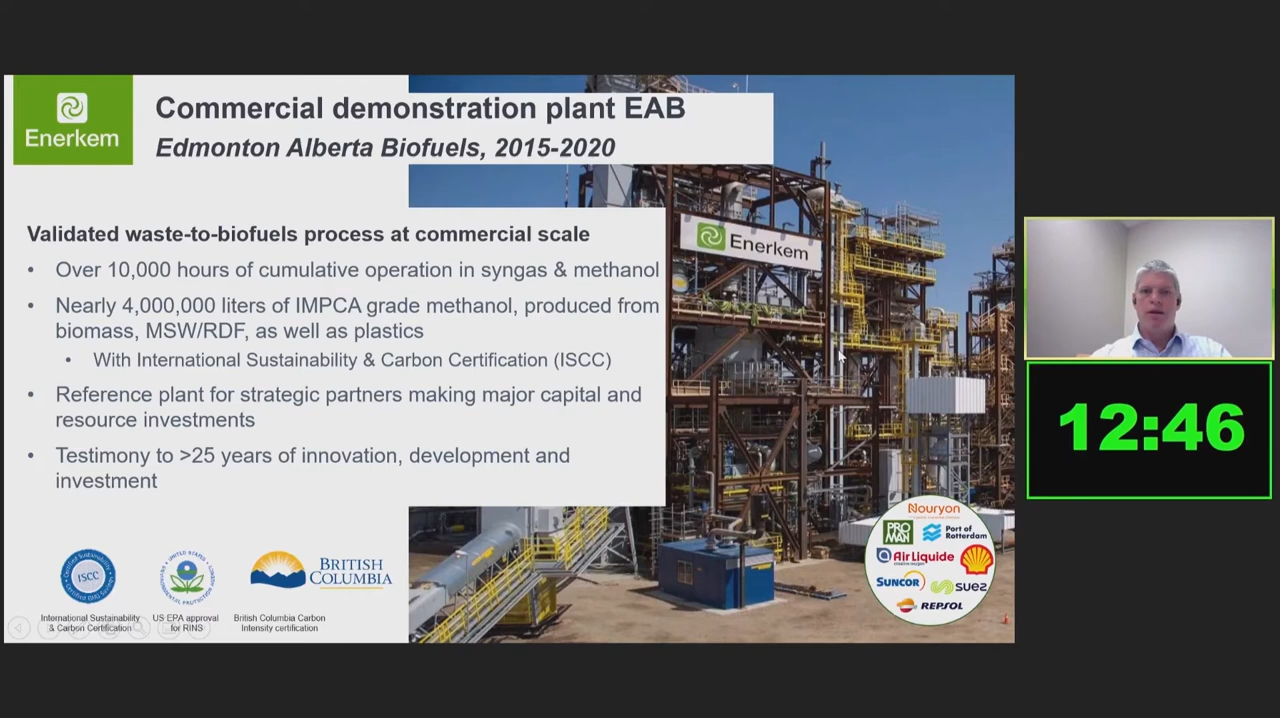 Enerkem
Commercial demonstration plant EAB
Edmonton Alberta Biofuels, 2015-2020
Validated waste-to-biofuels process at commercial scale
• Over 10,000 hours of cumulative operation in syngas & methanol
• Nearly 4,000,000 liters of IMPCA grade methanol, produced from
biomass, MSW/RDF, as well as plastics
• With International Sustainability & Carbon Certification (ISCC)
• Reference plant for strategic partners making major capital and
resource investments
• Testimony to >25 years of innovation, development and
investment
Enerkem
12:46
Nouryon
PRO
MAN
Port of
Rotterdam
Air Liquide
SUNCOR
suez
REPSOL
ISCC
BRITISH
COLUMBIA
International Sustainability
& Carbon Certification
US EPA approval
for RINS
British Columbia Carbon
Intensity certification